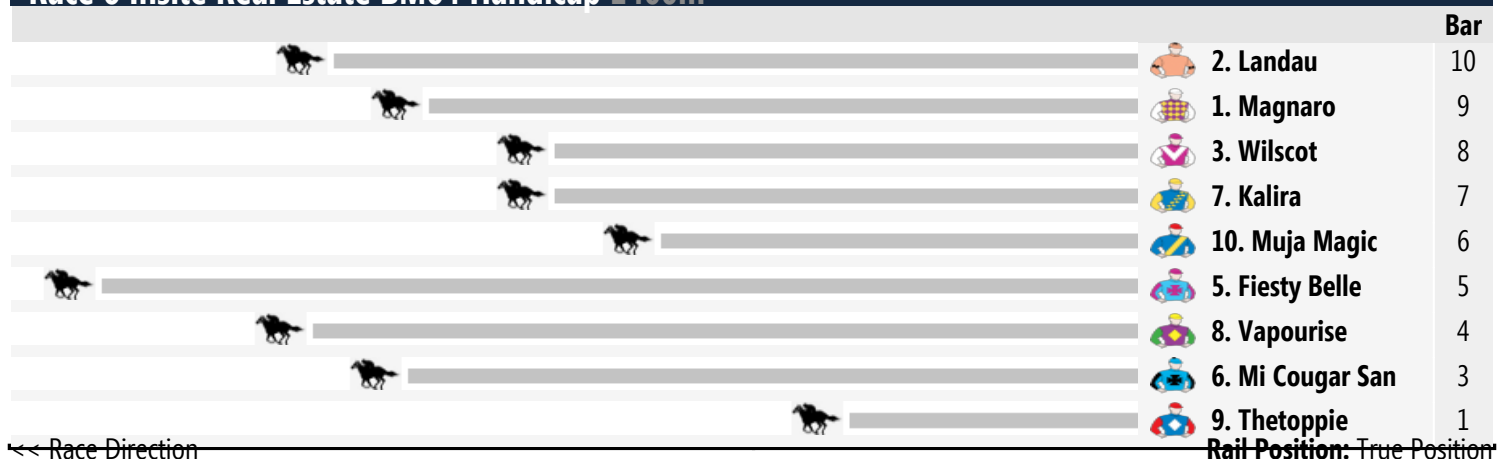 Bar
2. Landau 10
1. Magnaro 9
3. Wilscot 8
7. Kalira 7
10. Muja Magic 6
5. Fiesty Belle 5
8. Vapourise 4
6. Mi Cougar San 3
9. Thetoppie 1
<< Race Direction Rail Position: True Position